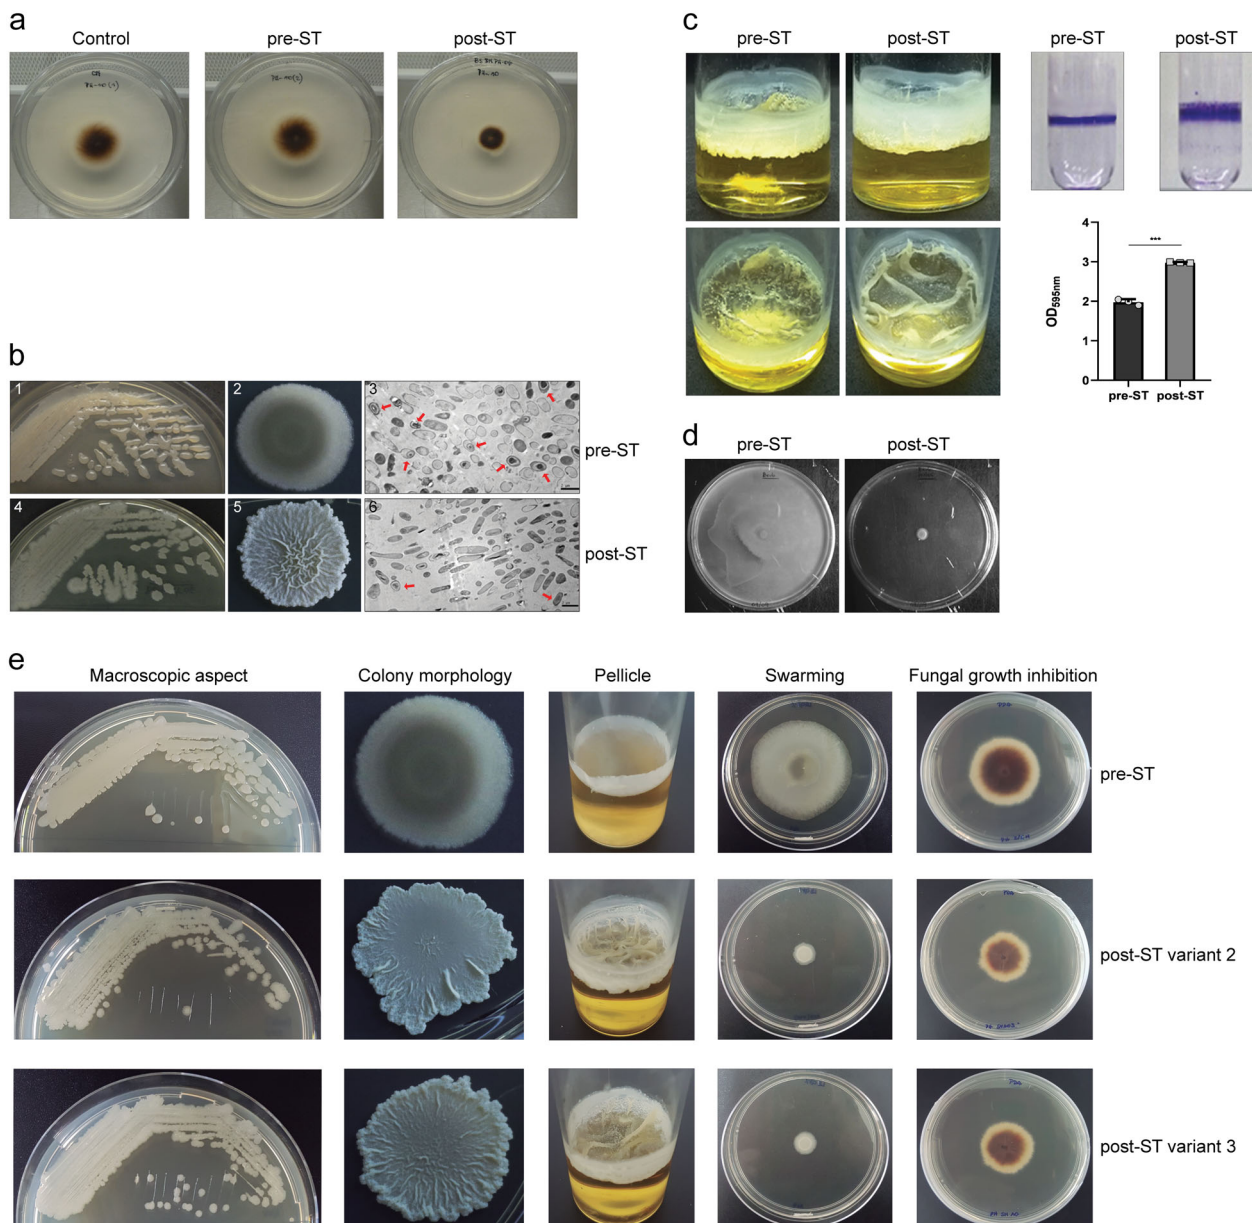 a
Control
pre-ST
post-ST
b
1
2
3
pre-ST
4
5
6
post-ST
c
pre-ST
post-ST
pre-ST
post-ST
4
3
2
1
0
***
OD595nm
pre-ST
post-ST
d
pre-ST
post-ST
e
Macroscopic aspect
Colony morphology
Pellicle
Swarming
Fungal growth inhibition
pre-ST
post-ST variant 2
post-ST variant 3